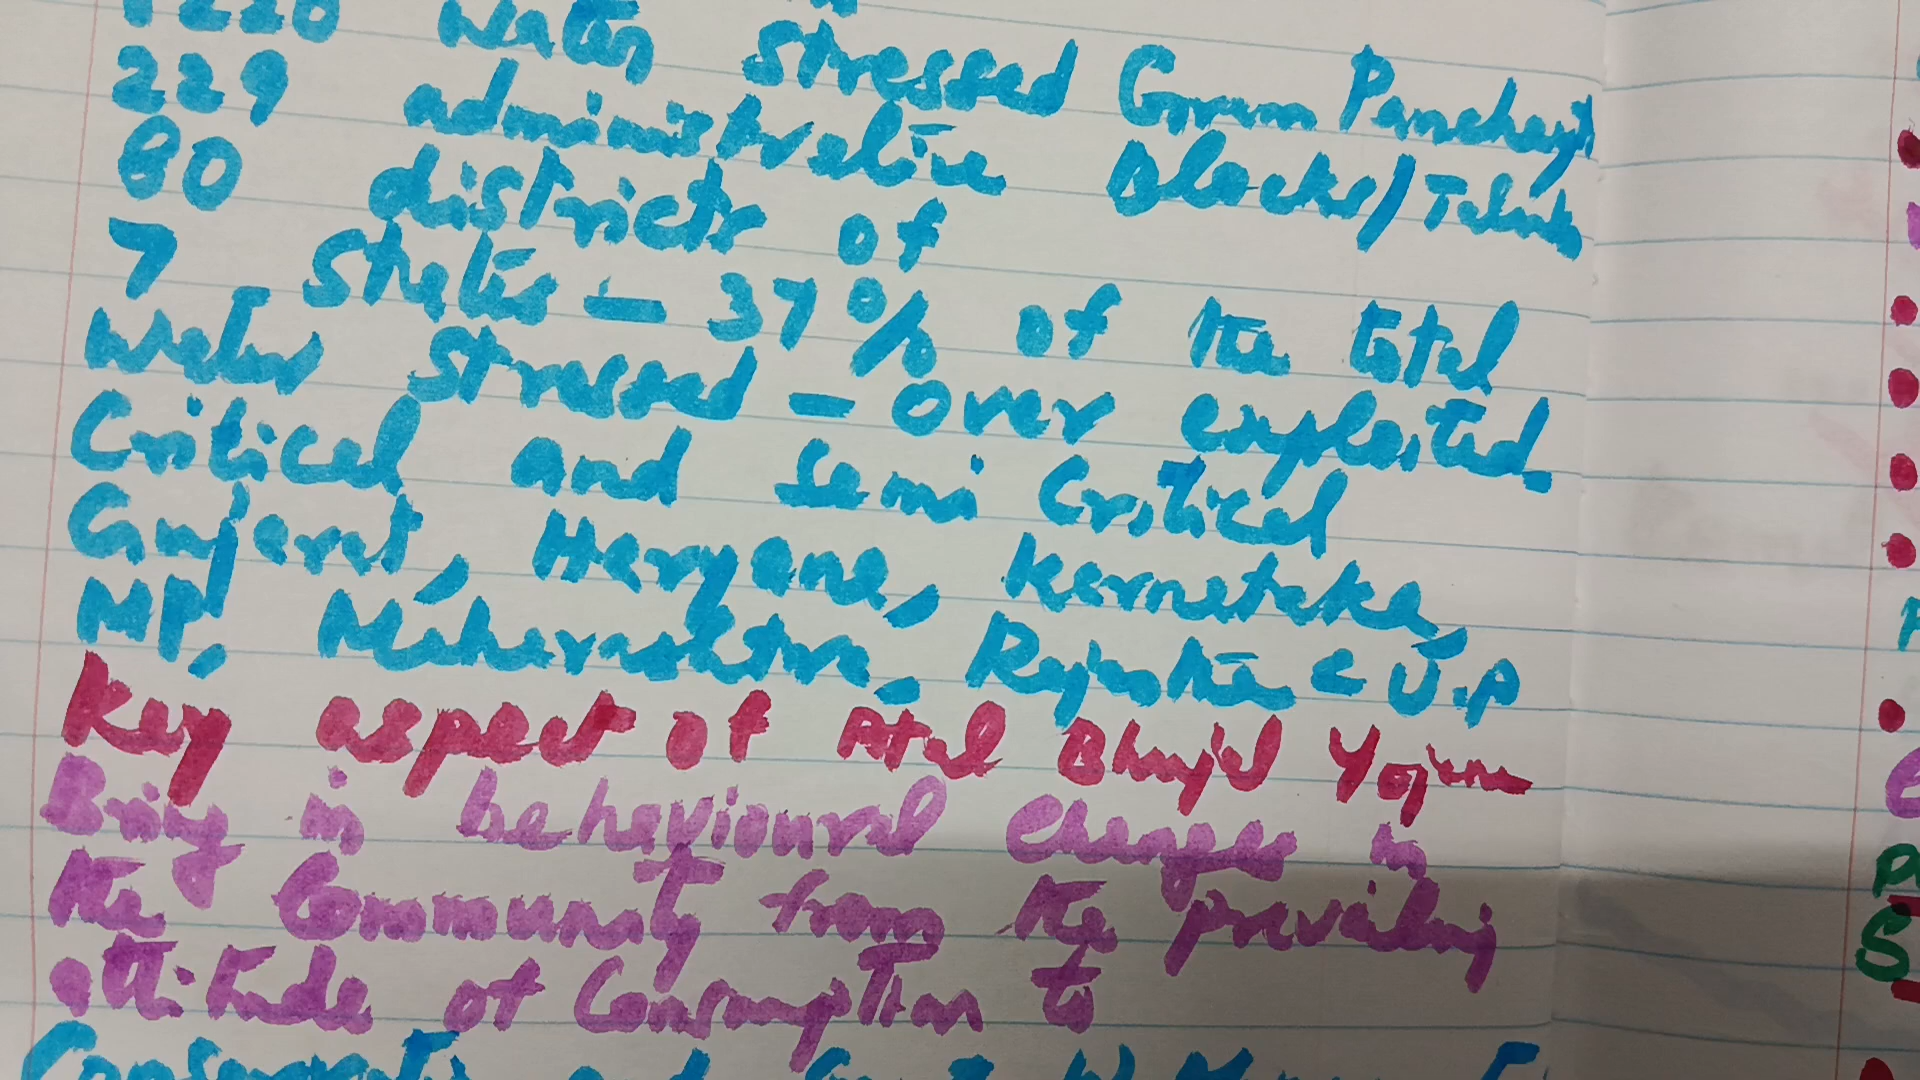 Water Stressed Gram Panchayat
229 administrative Blocks/Taluks
80 districts of
7 States - 37% of the total
Water Stressed - over exploited.
Critical and Semi Critical
Gujarat, Haryana, Karnataka,
MP, Maharashtra, Rajasthan & U.P
Key aspect of Atal Bhujal Yojana
Bring in behavioural Changes in
the Community from the prevailing
attitude of Consumption to